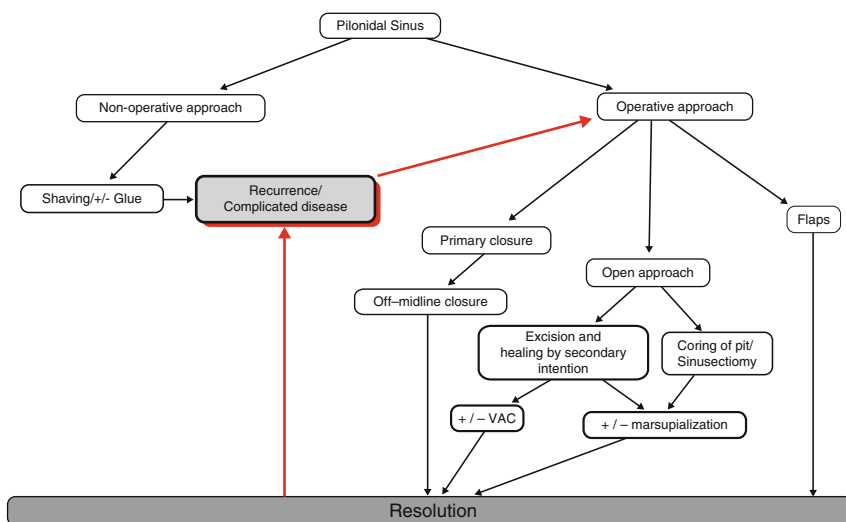 Pilonidal Sinus
Non-operative approach
Operative approach
Shaving/+/- Glue
Recurrence/
Complicated disease
Flaps
Primary closure
Open approach
Off–midline closure
Excision and
healing by secondary
intention
Coring of pit/
Sinusectiomy
+ / – VAC
+ / – marsupialization
Resolution